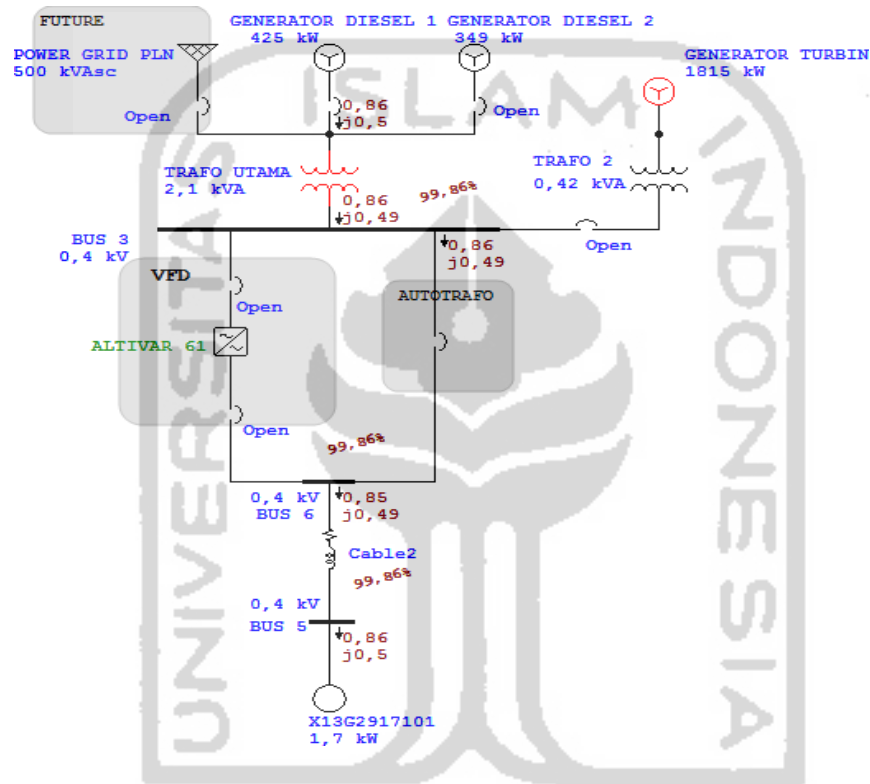 FUTURE
POWER GRID PLN
500 kVAsc
Open
GENERATOR DIESEL 1
425 kW
0,86
j0,5
GENERATOR DIESEL 2
349 kW
Open
GENERATOR TURBIN
1815 kW
TRAFO UTAMA
2,1 kVA
0,86
j0,49
99,86%
TRAFO 2
0,42 kVA
Open
BUS 3
0,4 kV
0,86
j0,49
VFD
Open
ALTIVAR 61
Open
AUTOTRAFO
99,86%
0,4 kV
BUS 6
0,85
j0,49
Cable2
99,86%
0,4 kV
BUS 5
0,86
j0,5
X13G2917101
1,7 kW
UNIVERSITAS
ISLAM
INDONESIA